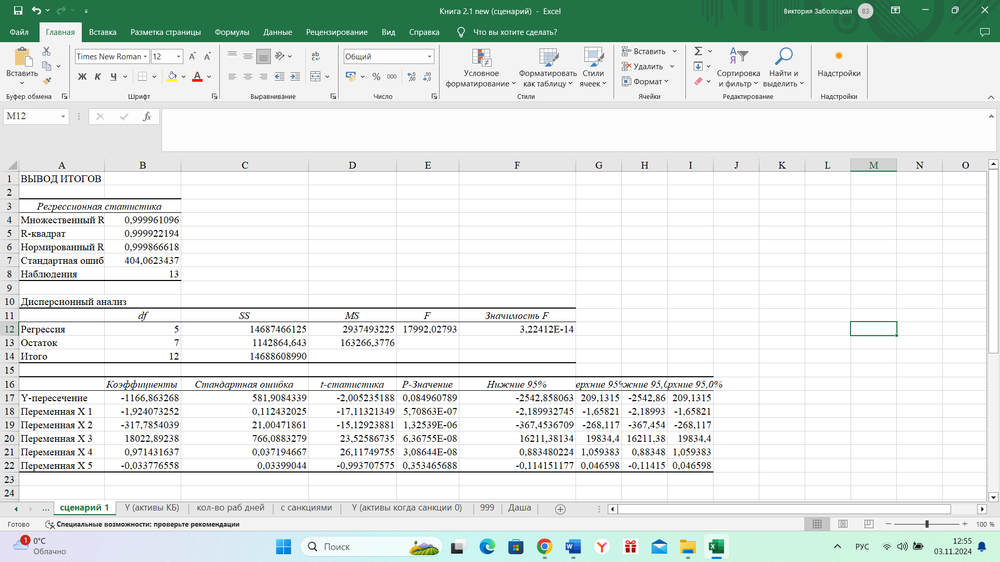 Книга 2.1 new (сценарий) - Excel
Виктория Заболоцкая ВЗ
Файл Главная Вставка Разметка страницы Формулы Данные Рецензирование Вид Справка Что вы хотите сделать?
Вставить
Буфер обмена
Times New Roman 12
Ж К Ч
Шрифт
Выравнивание
Общий
% 000
Число
Условное форматирование
Форматировать как таблицу
Стили ячеек
Стили
Вставить
Удалить
Формат
Ячейки
Сортировка и фильтр
Найти и выделить
Редактирование
Надстройки
Надстройки
M12 fx
A B C D E F G H I J K L M N O
1 ВЫВОД ИТОГОВ
2
3 Регрессионная статистика
4 Множественный R 0,999961096
5 R-квадрат 0,999922194
6 Нормированный R 0,999866618
7 Стандартная ошиб 404,0623437
8 Наблюдения 13
9
10 Дисперсионный анализ
11 df SS MS F Значимость F
12 Регрессия 5 14687466125 2937493225 17992,02793 3,22412E-14
13 Остаток 7 1142864,643 163266,3776
14 Итого 12 14688608990
15
16 Коэффициенты Стандартная ошибка t-статистика P-Значение Нижние 95% ерхние 95% жние 95,0 рхние 95,0%
17 Y-пересечение -1166,863268 581,9084339 -2,005235188 0,084960789 -2542,858063 209,1315 -2542,86 209,1315
18 Переменная X 1 -1,924073252 0,112432025 -17,11321349 5,70863E-07 -2,189932745 -1,65821 -2,18993 -1,65821
19 Переменная X 2 -317,7854039 21,00471861 -15,12923881 1,32539E-06 -367,4536709 -268,117 -367,454 -268,117
20 Переменная X 3 18022,89238 766,0883279 23,52586735 6,36755E-08 16211,38134 19834,4 16211,38 19834,4
21 Переменная X 4 0,971431637 0,037194667 26,11749755 3,08644E-08 0,883480224 1,059383 0,88348 1,059383
22 Переменная X 5 -0,033776558 0,03399044 -0,993707575 0,353465688 -0,114151177 0,046598 -0,11415 0,046598
23
24
... сценарий 1 Y (активы КБ) кол-во раб дней с санкциями Y (активы когда санкции 0) 999 Даша
Готово Специальные возможности: проверьте рекомендации 100 %
1 0°C
Облачно
Поиск
РУС
12:55
03.11.2024